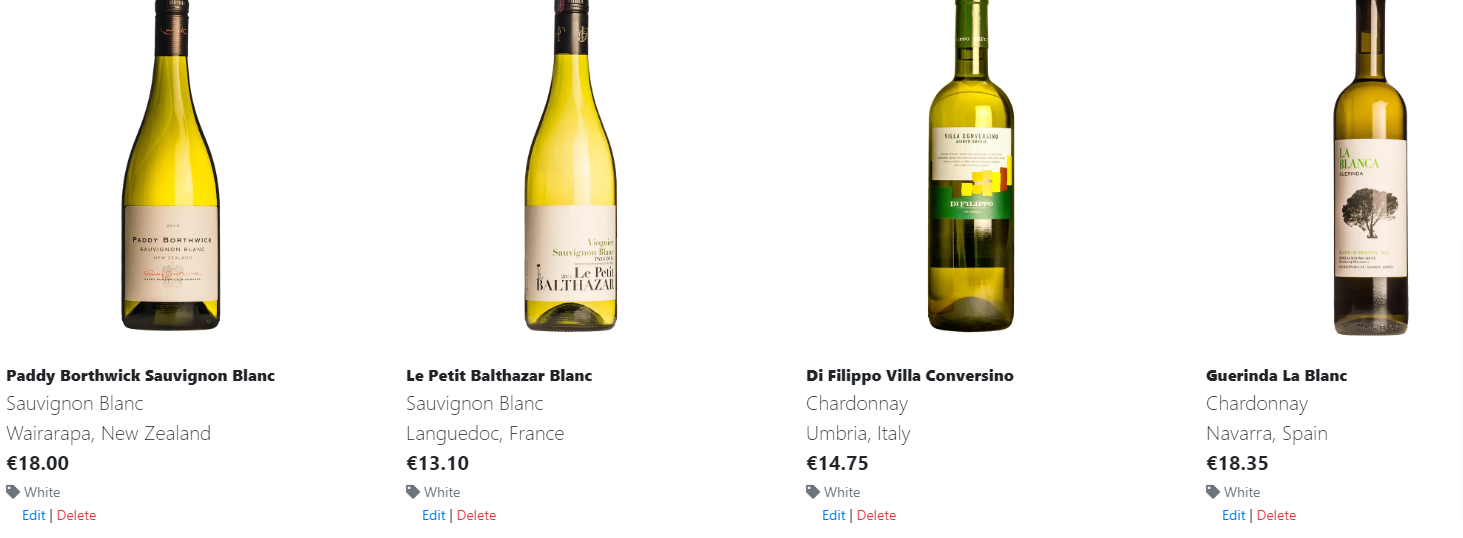 2015
PADDY BORTHWICK
SAUVIGNON BLANC
NEW ZEALAND
Viognier
Sauvignon Blanc
PAYS D'OC
Le Petit
BALTHAZAR
VILLA CONVERSINO
DI FILIPPO
LA
BLANCA
GUERINDA
Paddy Borthwick Sauvignon Blanc
Sauvignon Blanc
Wairarapa, New Zealand
€18.00
White
Edit | Delete
Le Petit Balthazar Blanc
Sauvignon Blanc
Languedoc, France
€13.10
White
Edit | Delete
Di Filippo Villa Conversino
Chardonnay
Umbria, Italy
€14.75
White
Edit | Delete
Guerinda La Blanc
Chardonnay
Navarra, Spain
€18.35
White
Edit | Delete